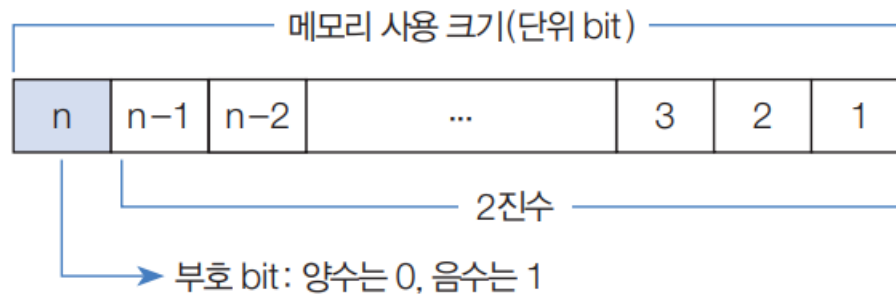 메모리 사용 크기(단위 bit)
n n-1 n-2 ... 3 2 1
2진수
부호 bit: 양수는 0, 음수는 1